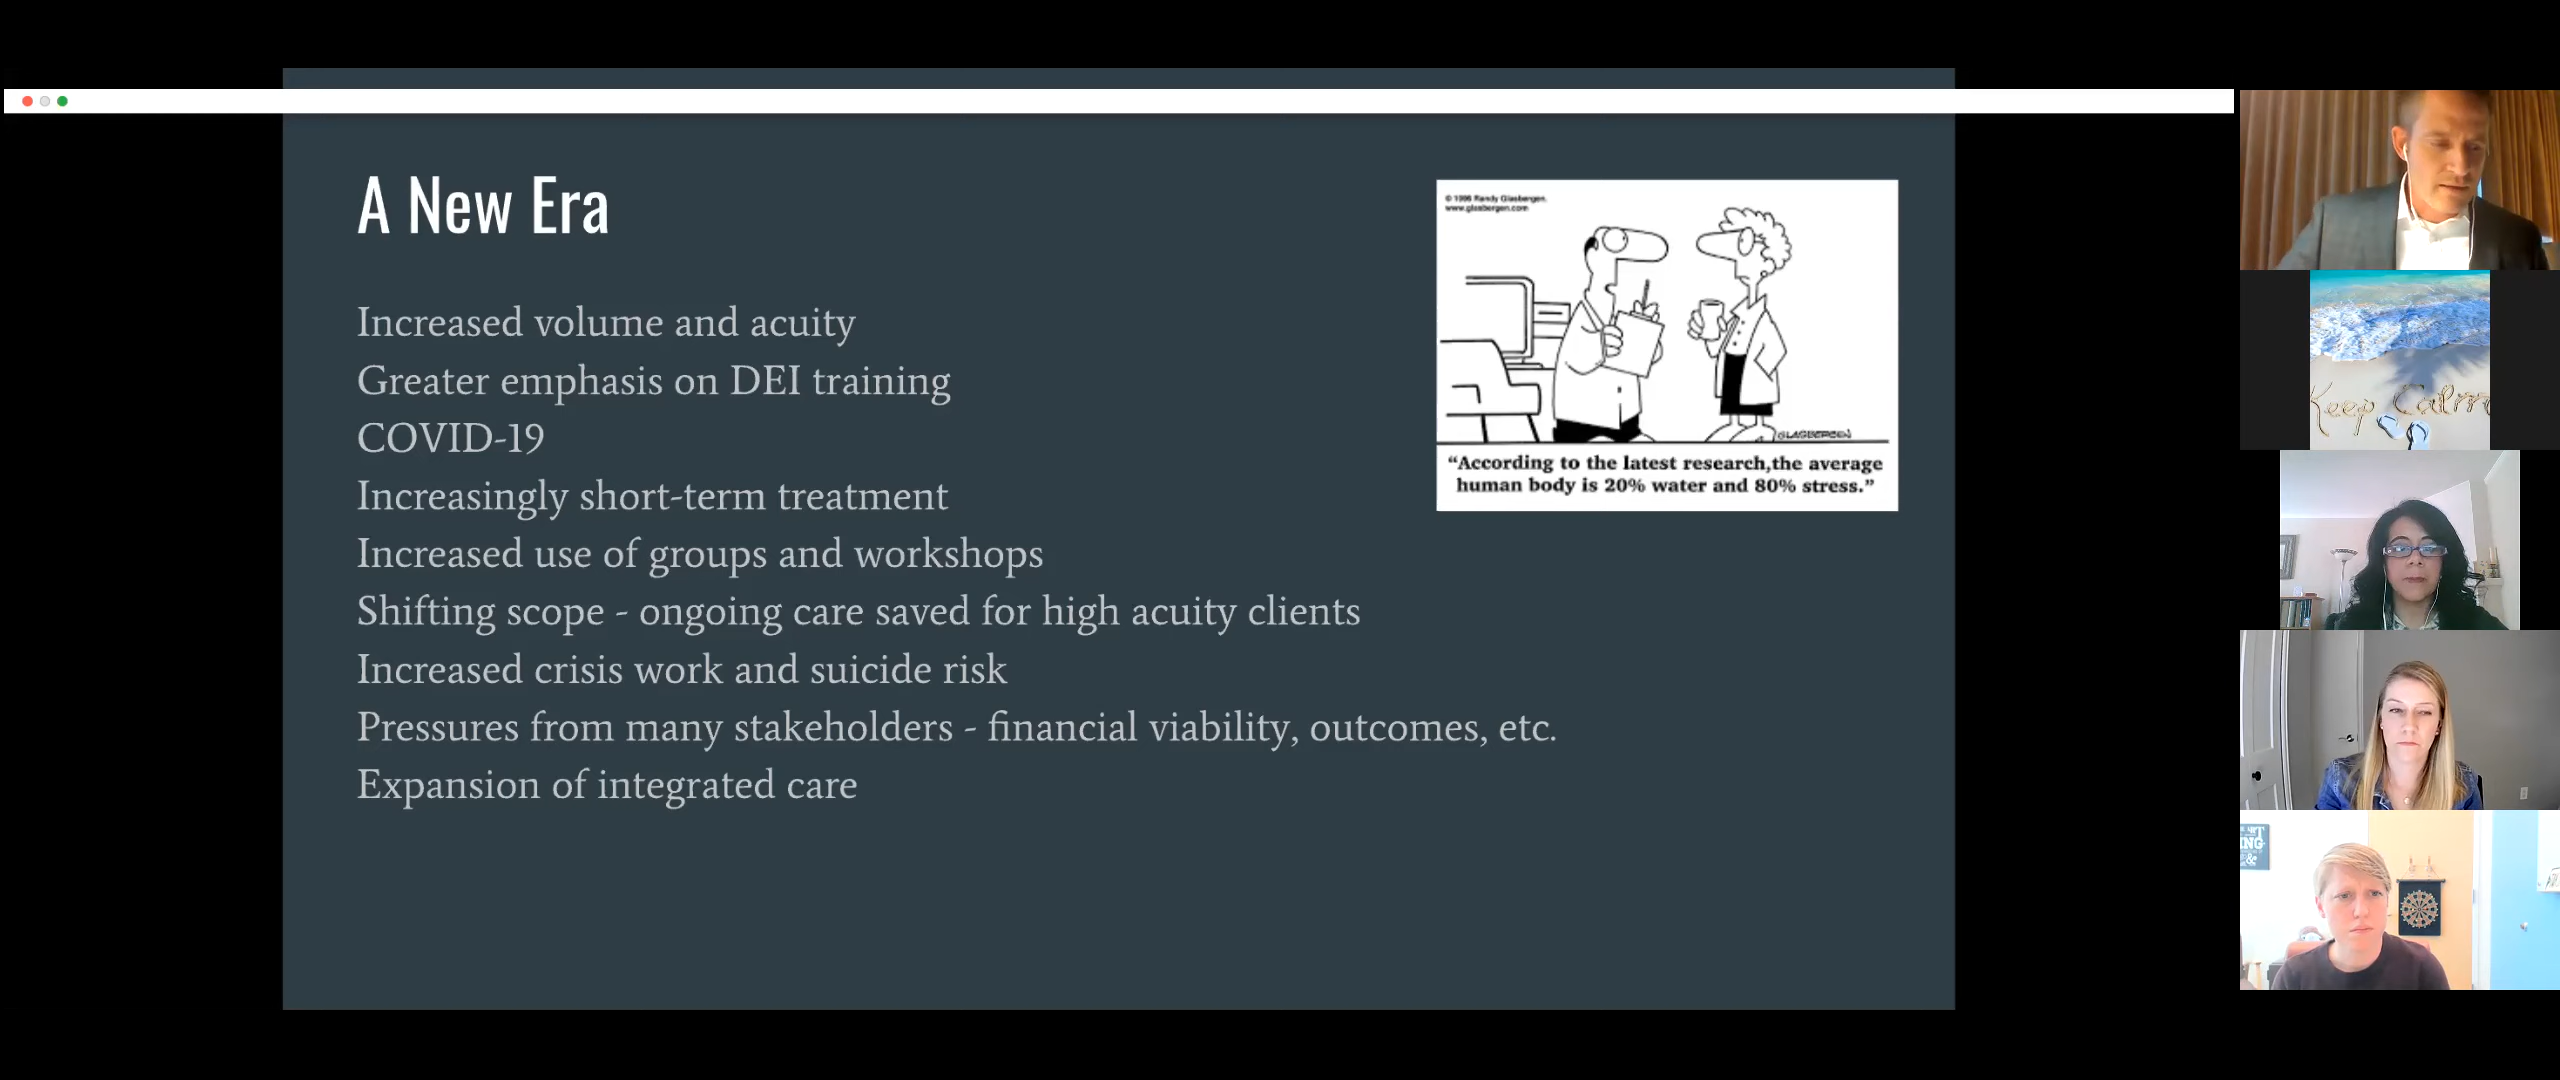 A New Era
Increased volume and acuity
Greater emphasis on DEI training
COVID-19
Increasingly short-term treatment
Increased use of groups and workshops
Shifting scope - ongoing care saved for high acuity clients
Increased crisis work and suicide risk
Pressures from many stakeholders - financial viability, outcomes, etc.
Expansion of integrated care
© 1996 Randy Glasbergen.
www.glasbergen.com
GLASBERGEN
“According to the latest research,the average
human body is 20% water and 80% stress.”
Keep Calm
ING
&